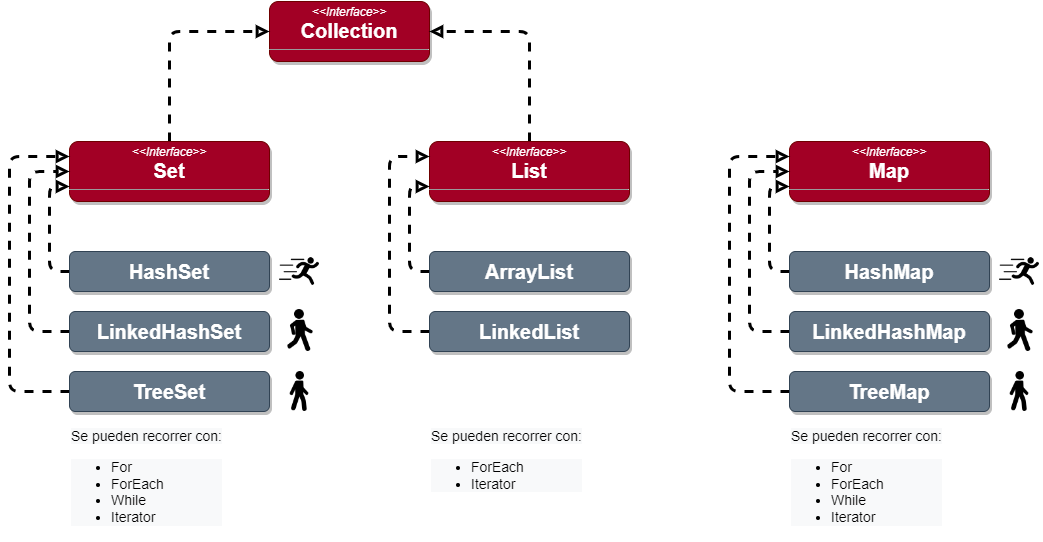 <<Interface>>
Collection
<<Interface>>
Set
<<Interface>>
List
<<Interface>>
Map
HashSet
ArrayList
HashMap
LinkedHashSet
LinkedList
LinkedHashMap
TreeSet
TreeMap
Se pueden recorrer con:
For
ForEach
While
Iterator
Se pueden recorrer con:
ForEach
Iterator
Se pueden recorrer con:
For
ForEach
While
Iterator